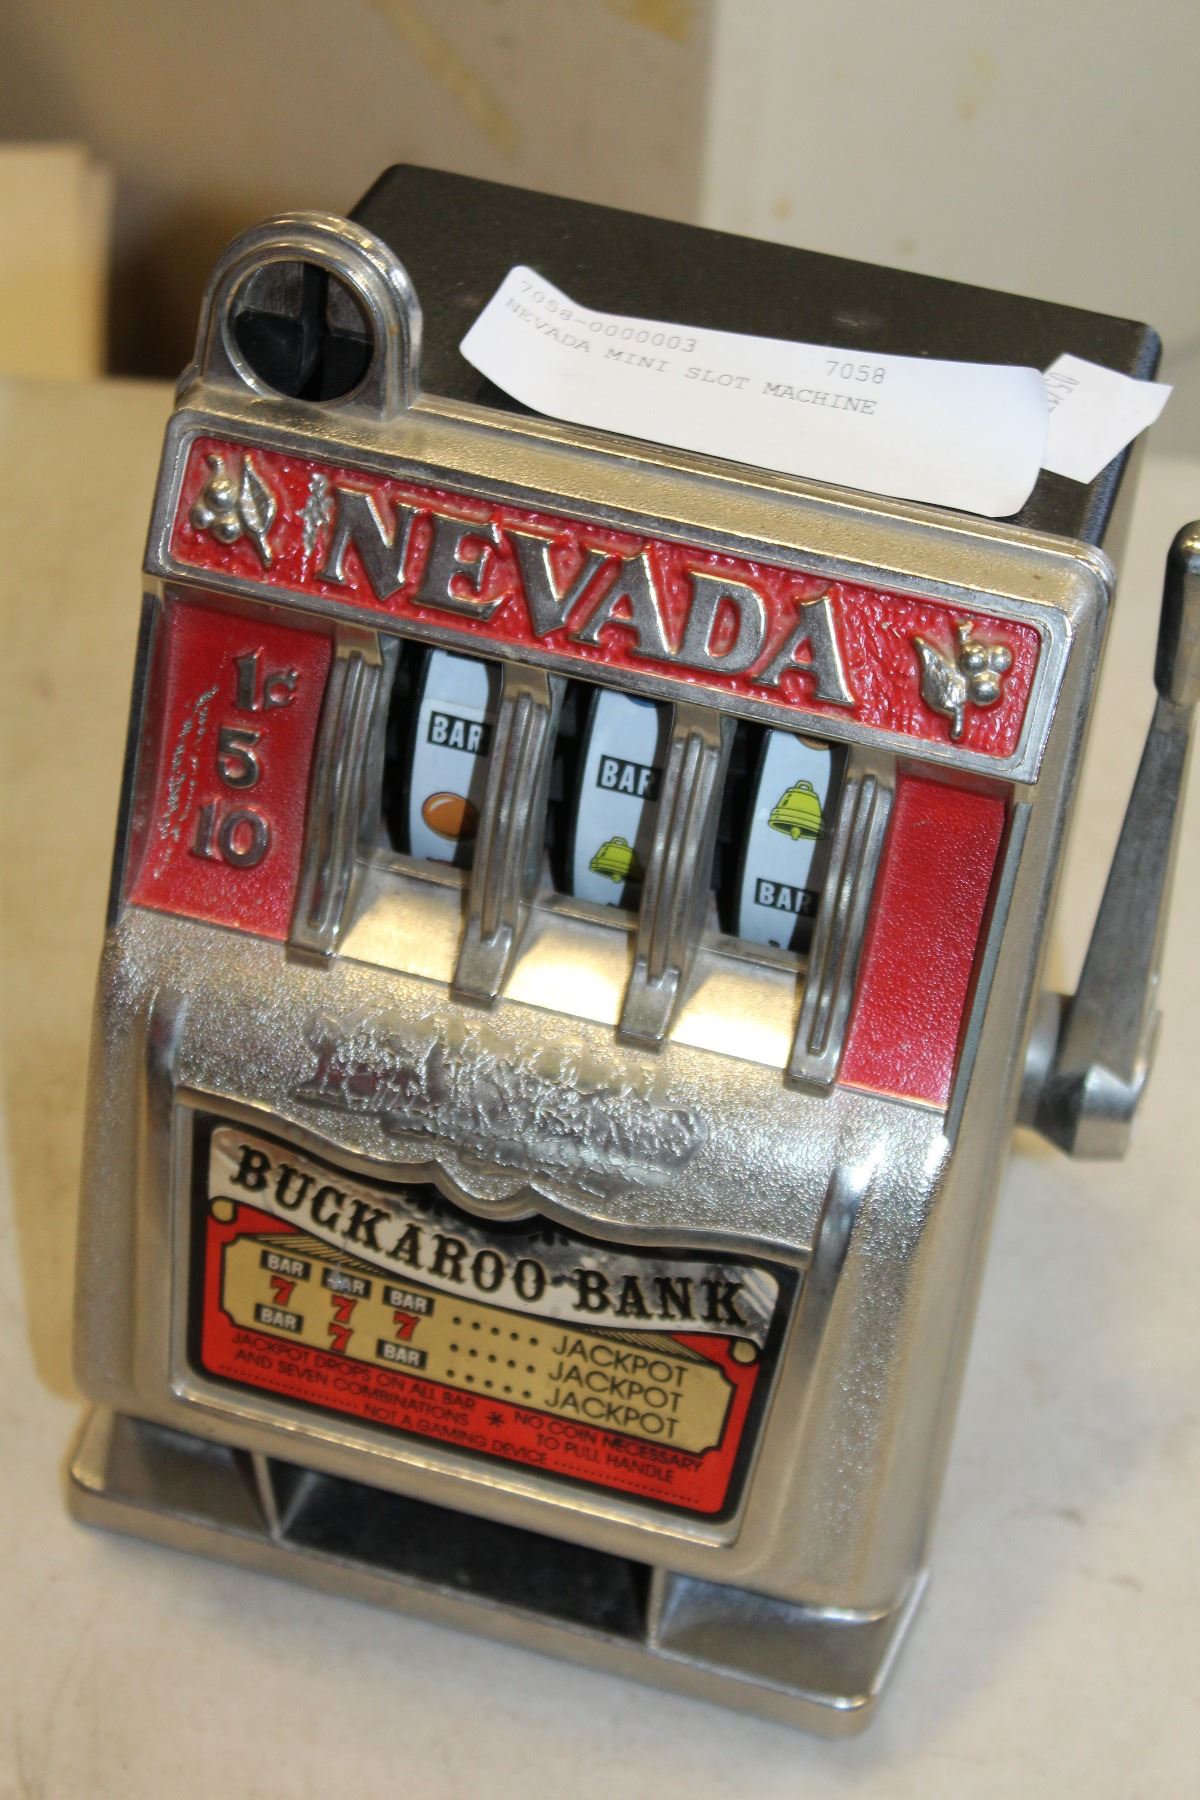 7058-0000003 7058
NEVADA MINI SLOT MACHINE
NEVADA
1¢
5
10
BAR
BAR
BAR
BUCKAROO BANK
BAR BAR BAR ..... JACKPOT
7 7 7 ..... JACKPOT
BAR 7 BAR ..... JACKPOT
JACKPOT DROPS ON ALL BAR
AND SEVEN COMBINATIONS * NO COIN NECESSARY
TO PULL HANDLE
NOT A GAMING DEVICE